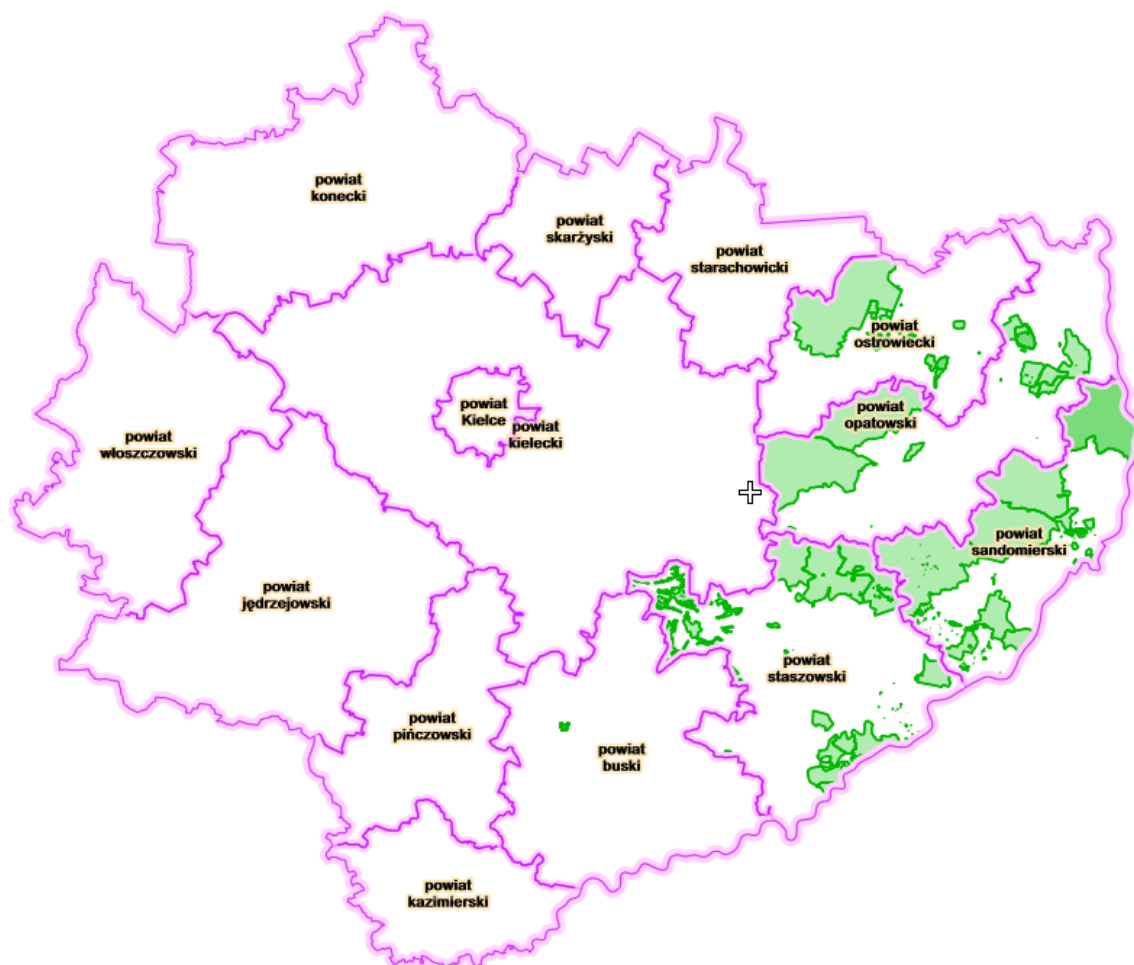 powiat
konecki
powiat
skarżyski
powiat
starachowicki
powiat
ostrowiecki
powiat
Kielce
powiat
kielecki
powiat
opatowski
powiat
włoszczowski
powiat
sandomierski
powiat
jędrzejowski
powiat
staszowski
powiat
pińczowski
powiat
buski
powiat
kazimierski